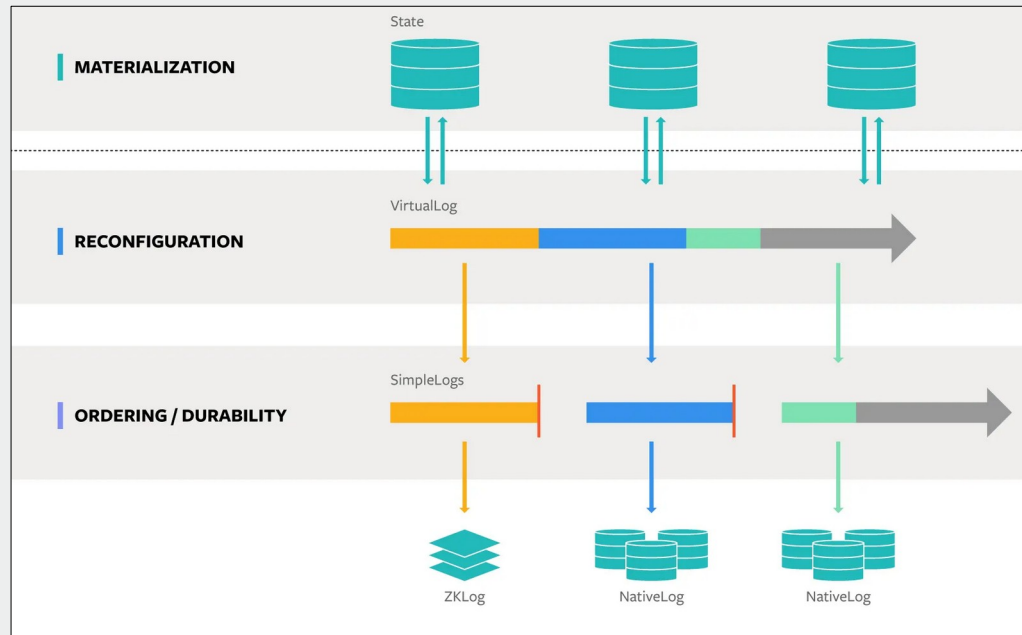 State
MATERIALIZATION
VirtualLog
RECONFIGURATION
SimpleLogs
ORDERING / DURABILITY
ZKLog
NativeLog
NativeLog